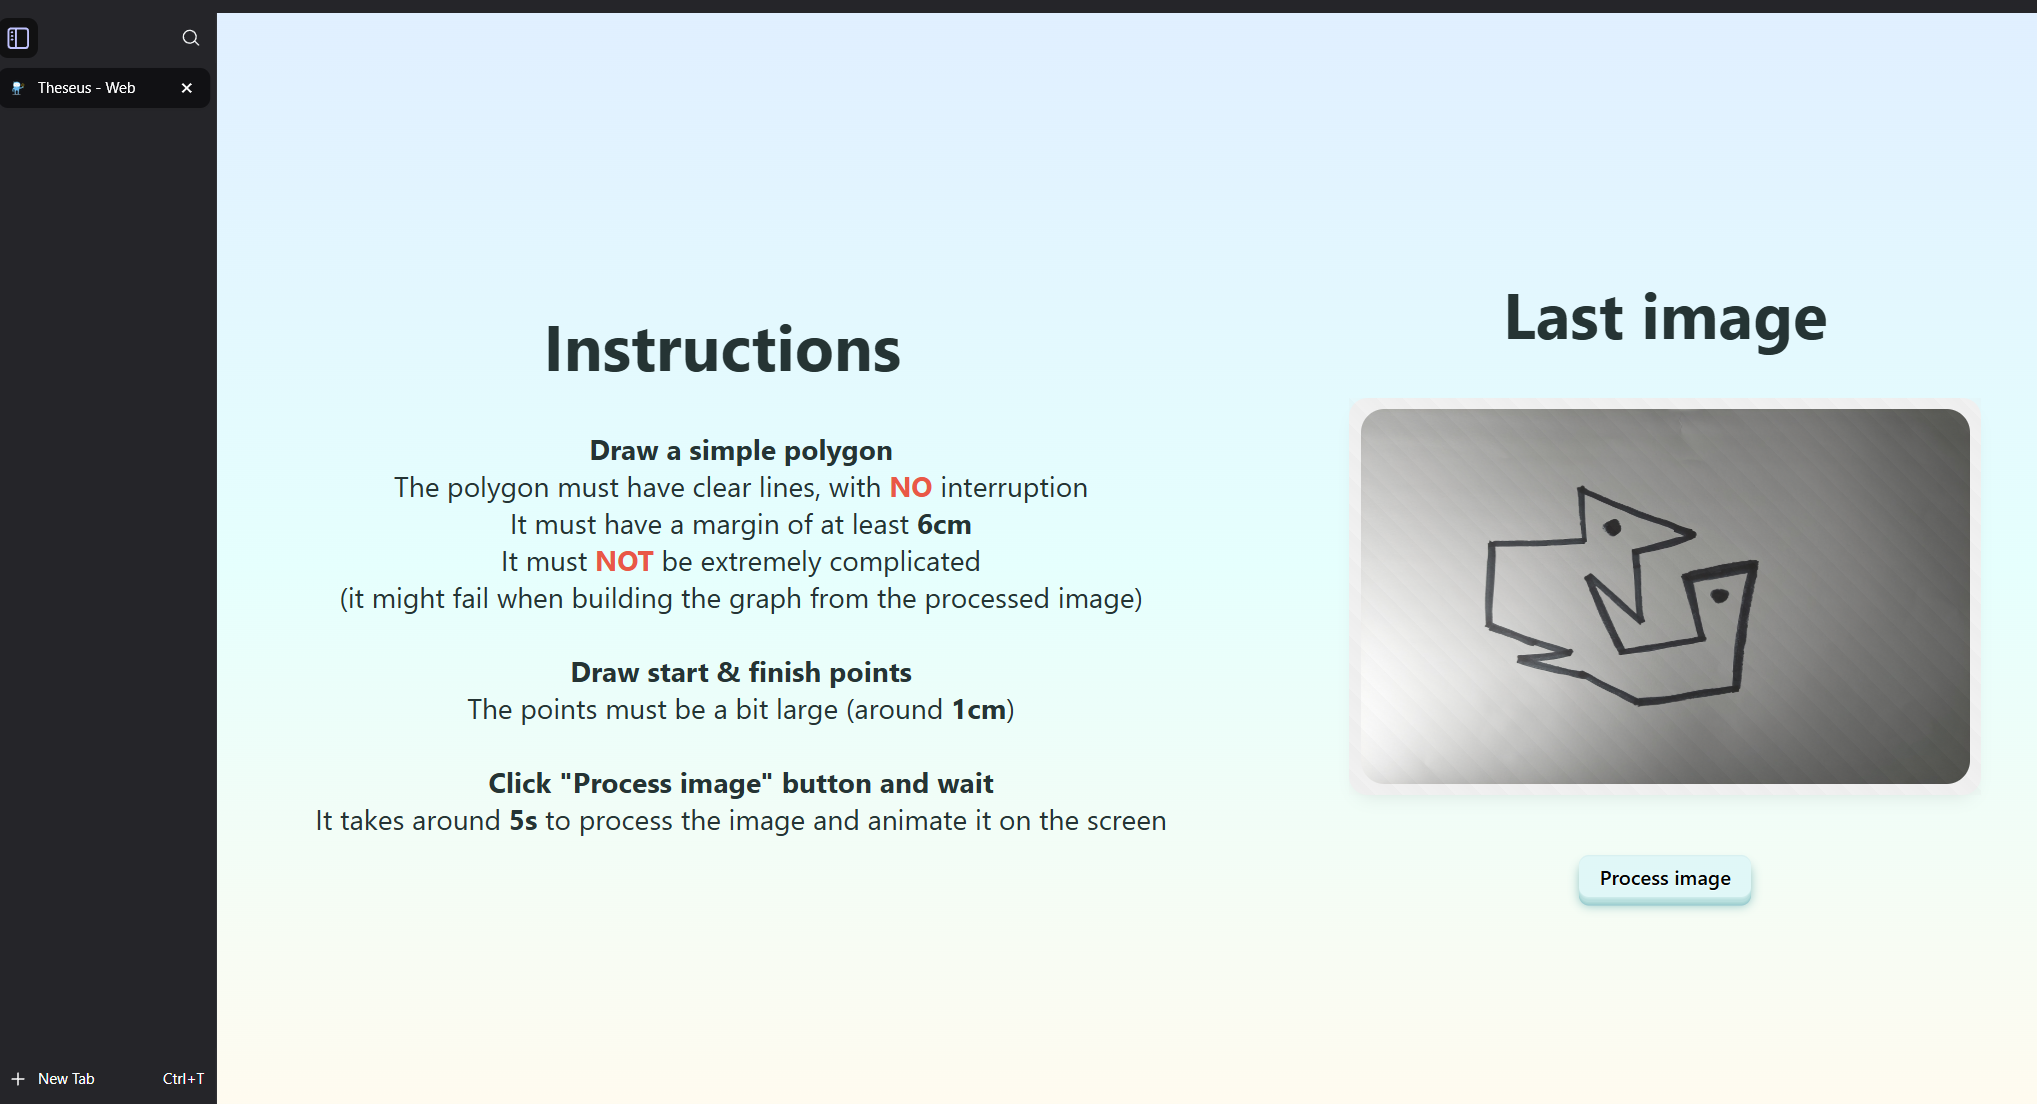 Theseus - Web
Instructions
Draw a simple polygon
The polygon must have clear lines, with NO interruption
It must have a margin of at least 6cm
It must NOT be extremely complicated
(it might fail when building the graph from the processed image)
Draw start & finish points
The points must be a bit large (around 1cm)
Click "Process image" button and wait
It takes around 5s to process the image and animate it on the screen
Last image
Process image
New Tab Ctrl+T